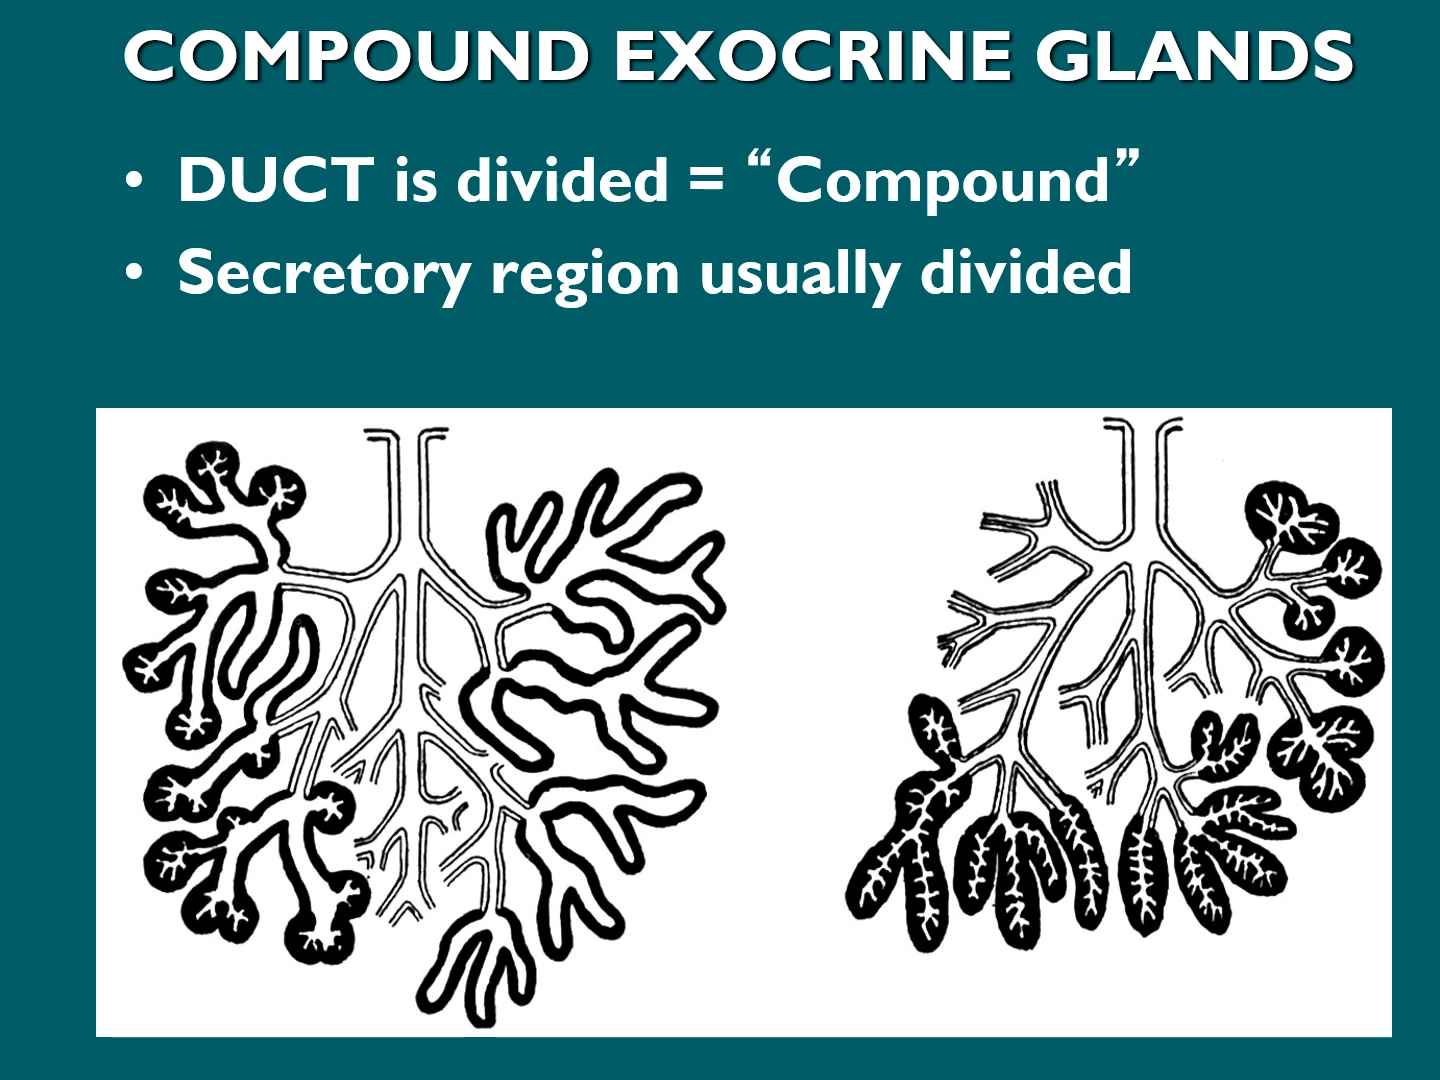 COMPOUND EXOCRINE GLANDS
• DUCT is divided = “Compound”
• Secretory region usually divided